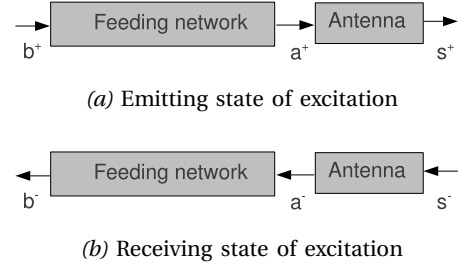 Feeding network Antenna
b+ a+ s+
(a) Emitting state of excitation
Feeding network Antenna
b- a- s-
(b) Receiving state of excitation